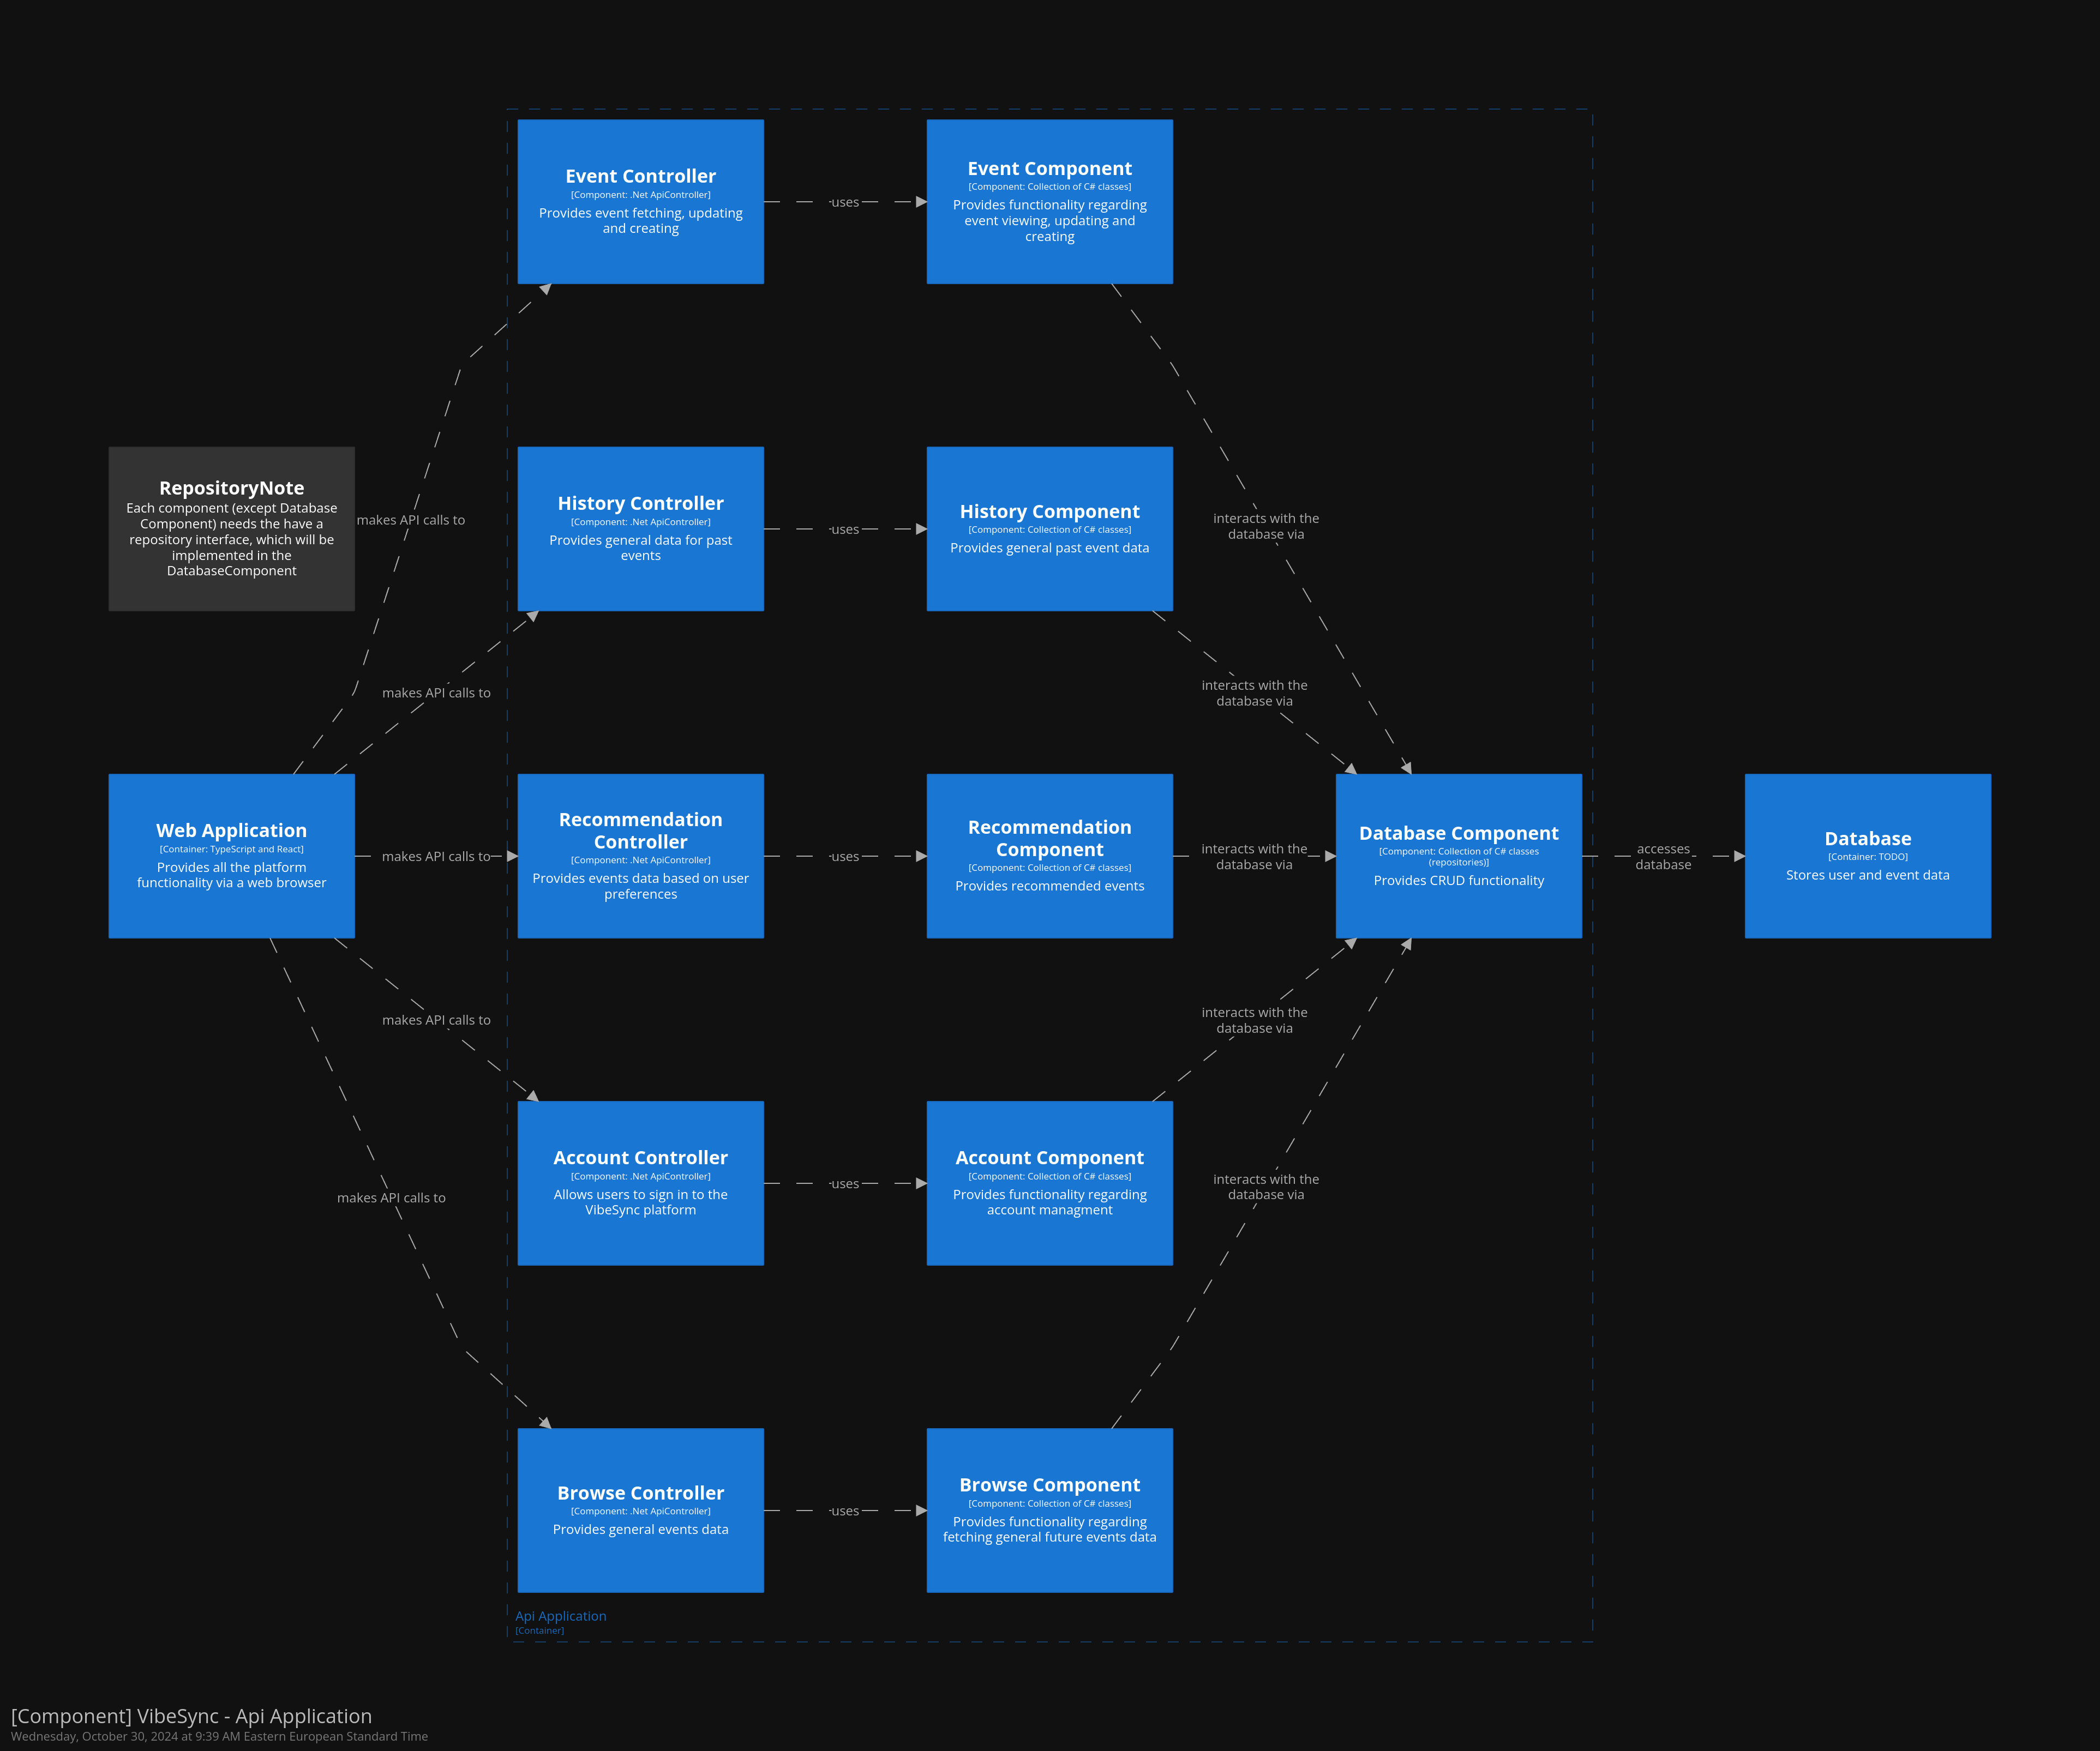 Event Controller
[Component: .Net ApiController]
Provides event fetching, updating
and creating
uses
Event Component
[Component: Collection of C# classes]
Provides functionality regarding
event viewing, updating and
creating
RepositoryNote
Each component (except Database
Component) needs the have a
repository interface, which will be
implemented in the
DatabaseComponent
makes API calls to
History Controller
[Component: .Net ApiController]
Provides general data for past
events
uses
History Component
[Component: Collection of C# classes]
Provides general past event data
interacts with the
database via
makes API calls to
interacts with the
database via
Web Application
[Container: TypeScript and React]
Provides all the platform
functionality via a web browser
makes API calls to
Recommendation
Controller
[Component: .Net ApiController]
Provides events data based on user
preferences
uses
Recommendation
Component
[Component: Collection of C# classes]
Provides recommended events
interacts with the
database via
Database Component
[Component: Collection of C# classes
(repositories)]
Provides CRUD functionality
accesses
database
Database
[Container: TODO]
Stores user and event data
makes API calls to
interacts with the
database via
makes API calls to
Account Controller
[Component: .Net ApiController]
Allows users to sign in to the
VibeSync platform
uses
Account Component
[Component: Collection of C# classes]
Provides functionality regarding
account managment
interacts with the
database via
Browse Controller
[Component: .Net ApiController]
Provides general events data
uses
Browse Component
[Component: Collection of C# classes]
Provides functionality regarding
fetching general future events data
Api Application
[Container]
[Component] VibeSync - Api Application
Wednesday, October 30, 2024 at 9:39 AM Eastern European Standard Time